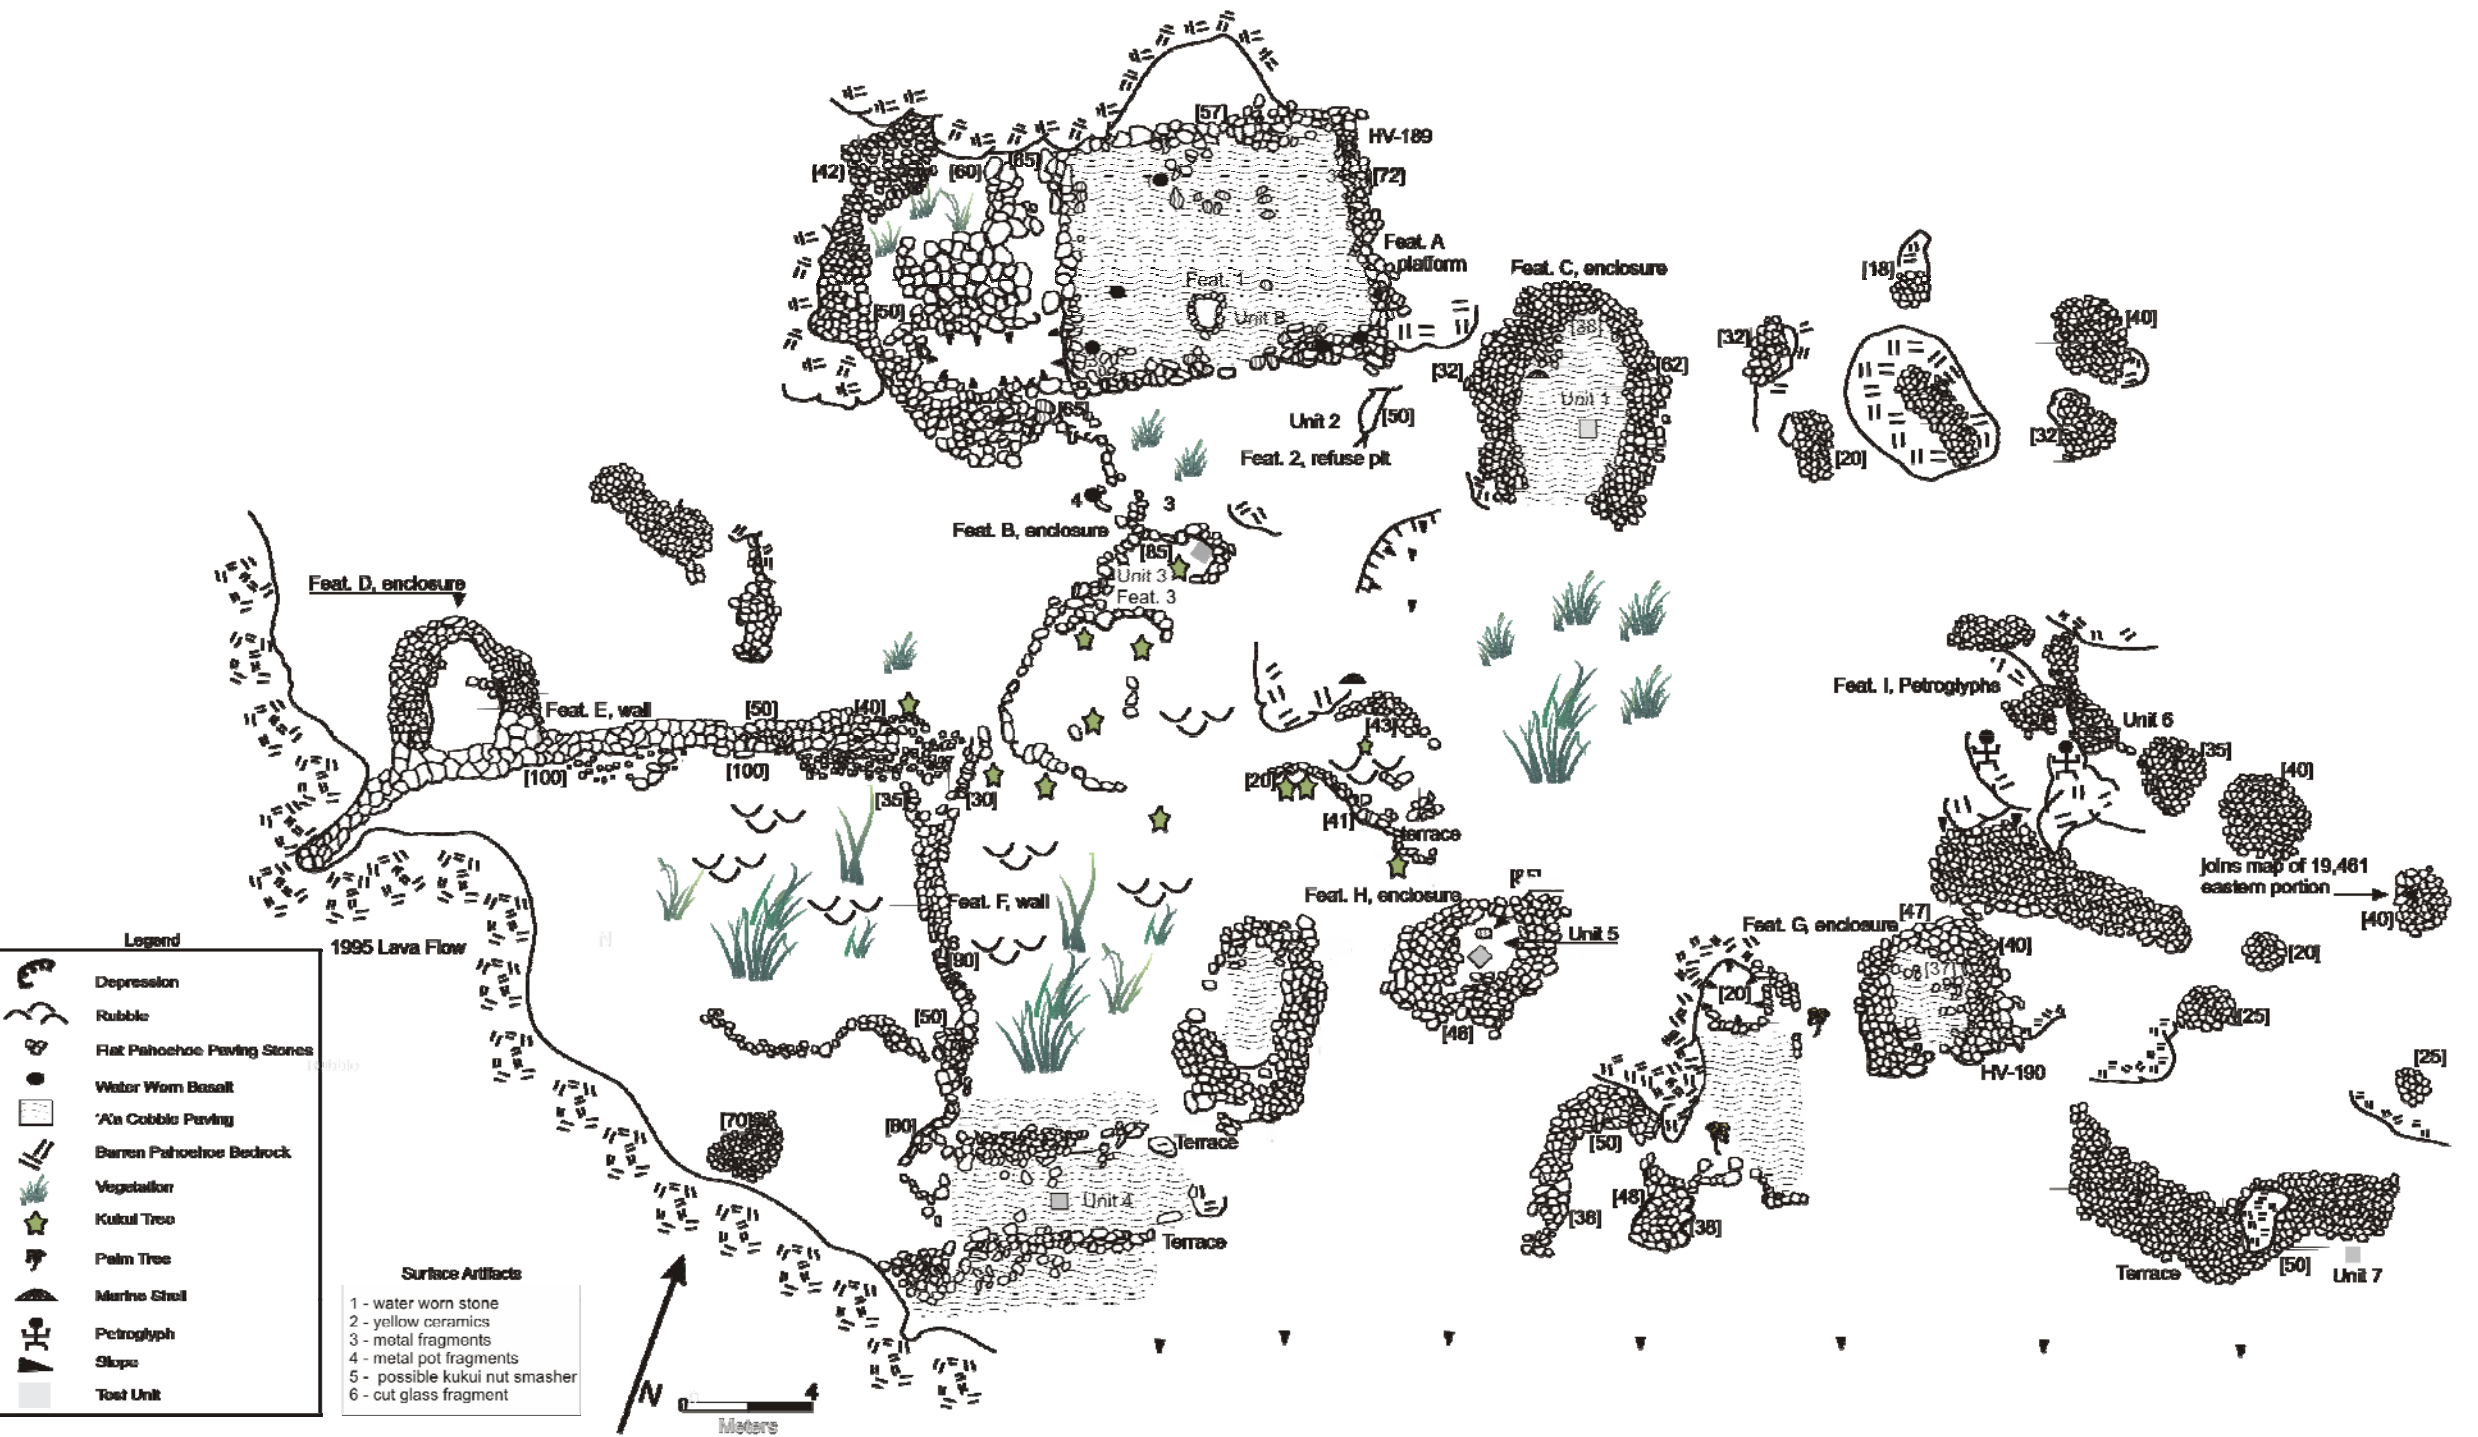 [57]
HV-189
[42]
[60]
[65]
[72]
Feat. A
platform
Feat. C, enclosure
[18]
Feat. 1
[50]
Unit B
[38]
[32]
[40]
[32]
[62]
[65]
Unit 2
[50]
Unit 1
[32]
[20]
Feat. 2, refuse pit
5
4
3
Feat. B, enclosure
[85]
Unit 3
Feat. 3
Feat. D, enclosure
Feat. I, Petroglyphs
Feat. E, wall
[50]
[40]
[43]
Unit 6
[35]
[100]
[100]
[20]
[40]
[35]
[30]
[41]
terrace
joins map of 19,461
eastern portion
Feat. H, enclosure
Feat. F, wall
[47]
[40]
Feat. G, enclosure
Unit 5
[40]
[20]
[90]
[37]
[20]
1995 Lava Flow
[50]
[46]
[25]
[25]
HV-190
[70]
[80]
Terrace
[50]
Unit 4
[48]
[38]
[38]
Terrace
Terrace
[50]
Unit 7
Legend
Depression
Rubble
Flat Pahoehoe Paving Stones
Water Worn Basalt
'A'a Cobble Paving
Barren Pahoehoe Bedrock
Vegetation
Kukui Tree
Palm Tree
Marine Shell
Petroglyph
Slope
Test Unit
Surface Artifacts
1 - water worn stone
2 - yellow ceramics
3 - metal fragments
4 - metal pot fragments
5 - possible kukui nut smasher
6 - cut glass fragment
N
4
Meters